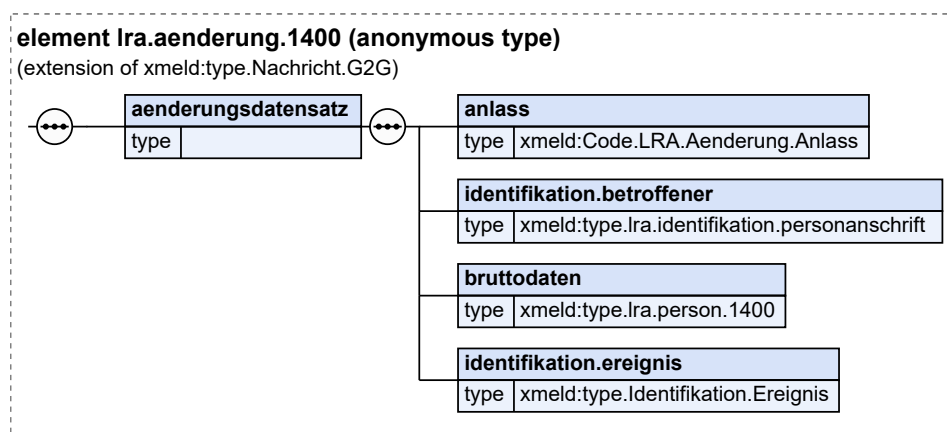 element lra.aenderung.1400 (anonymous type)
(extension of xmeld:type.Nachricht.G2G)
aenderungsdatensatz
type
anlass
type xmeld:Code.LRA.Aenderung.Anlass
identifikation.betroffener
type xmeld:type.lra.identifikation.personanschrift
bruttodaten
type xmeld:type.lra.person.1400
identifikation.ereignis
type xmeld:type.Identifikation.Ereignis